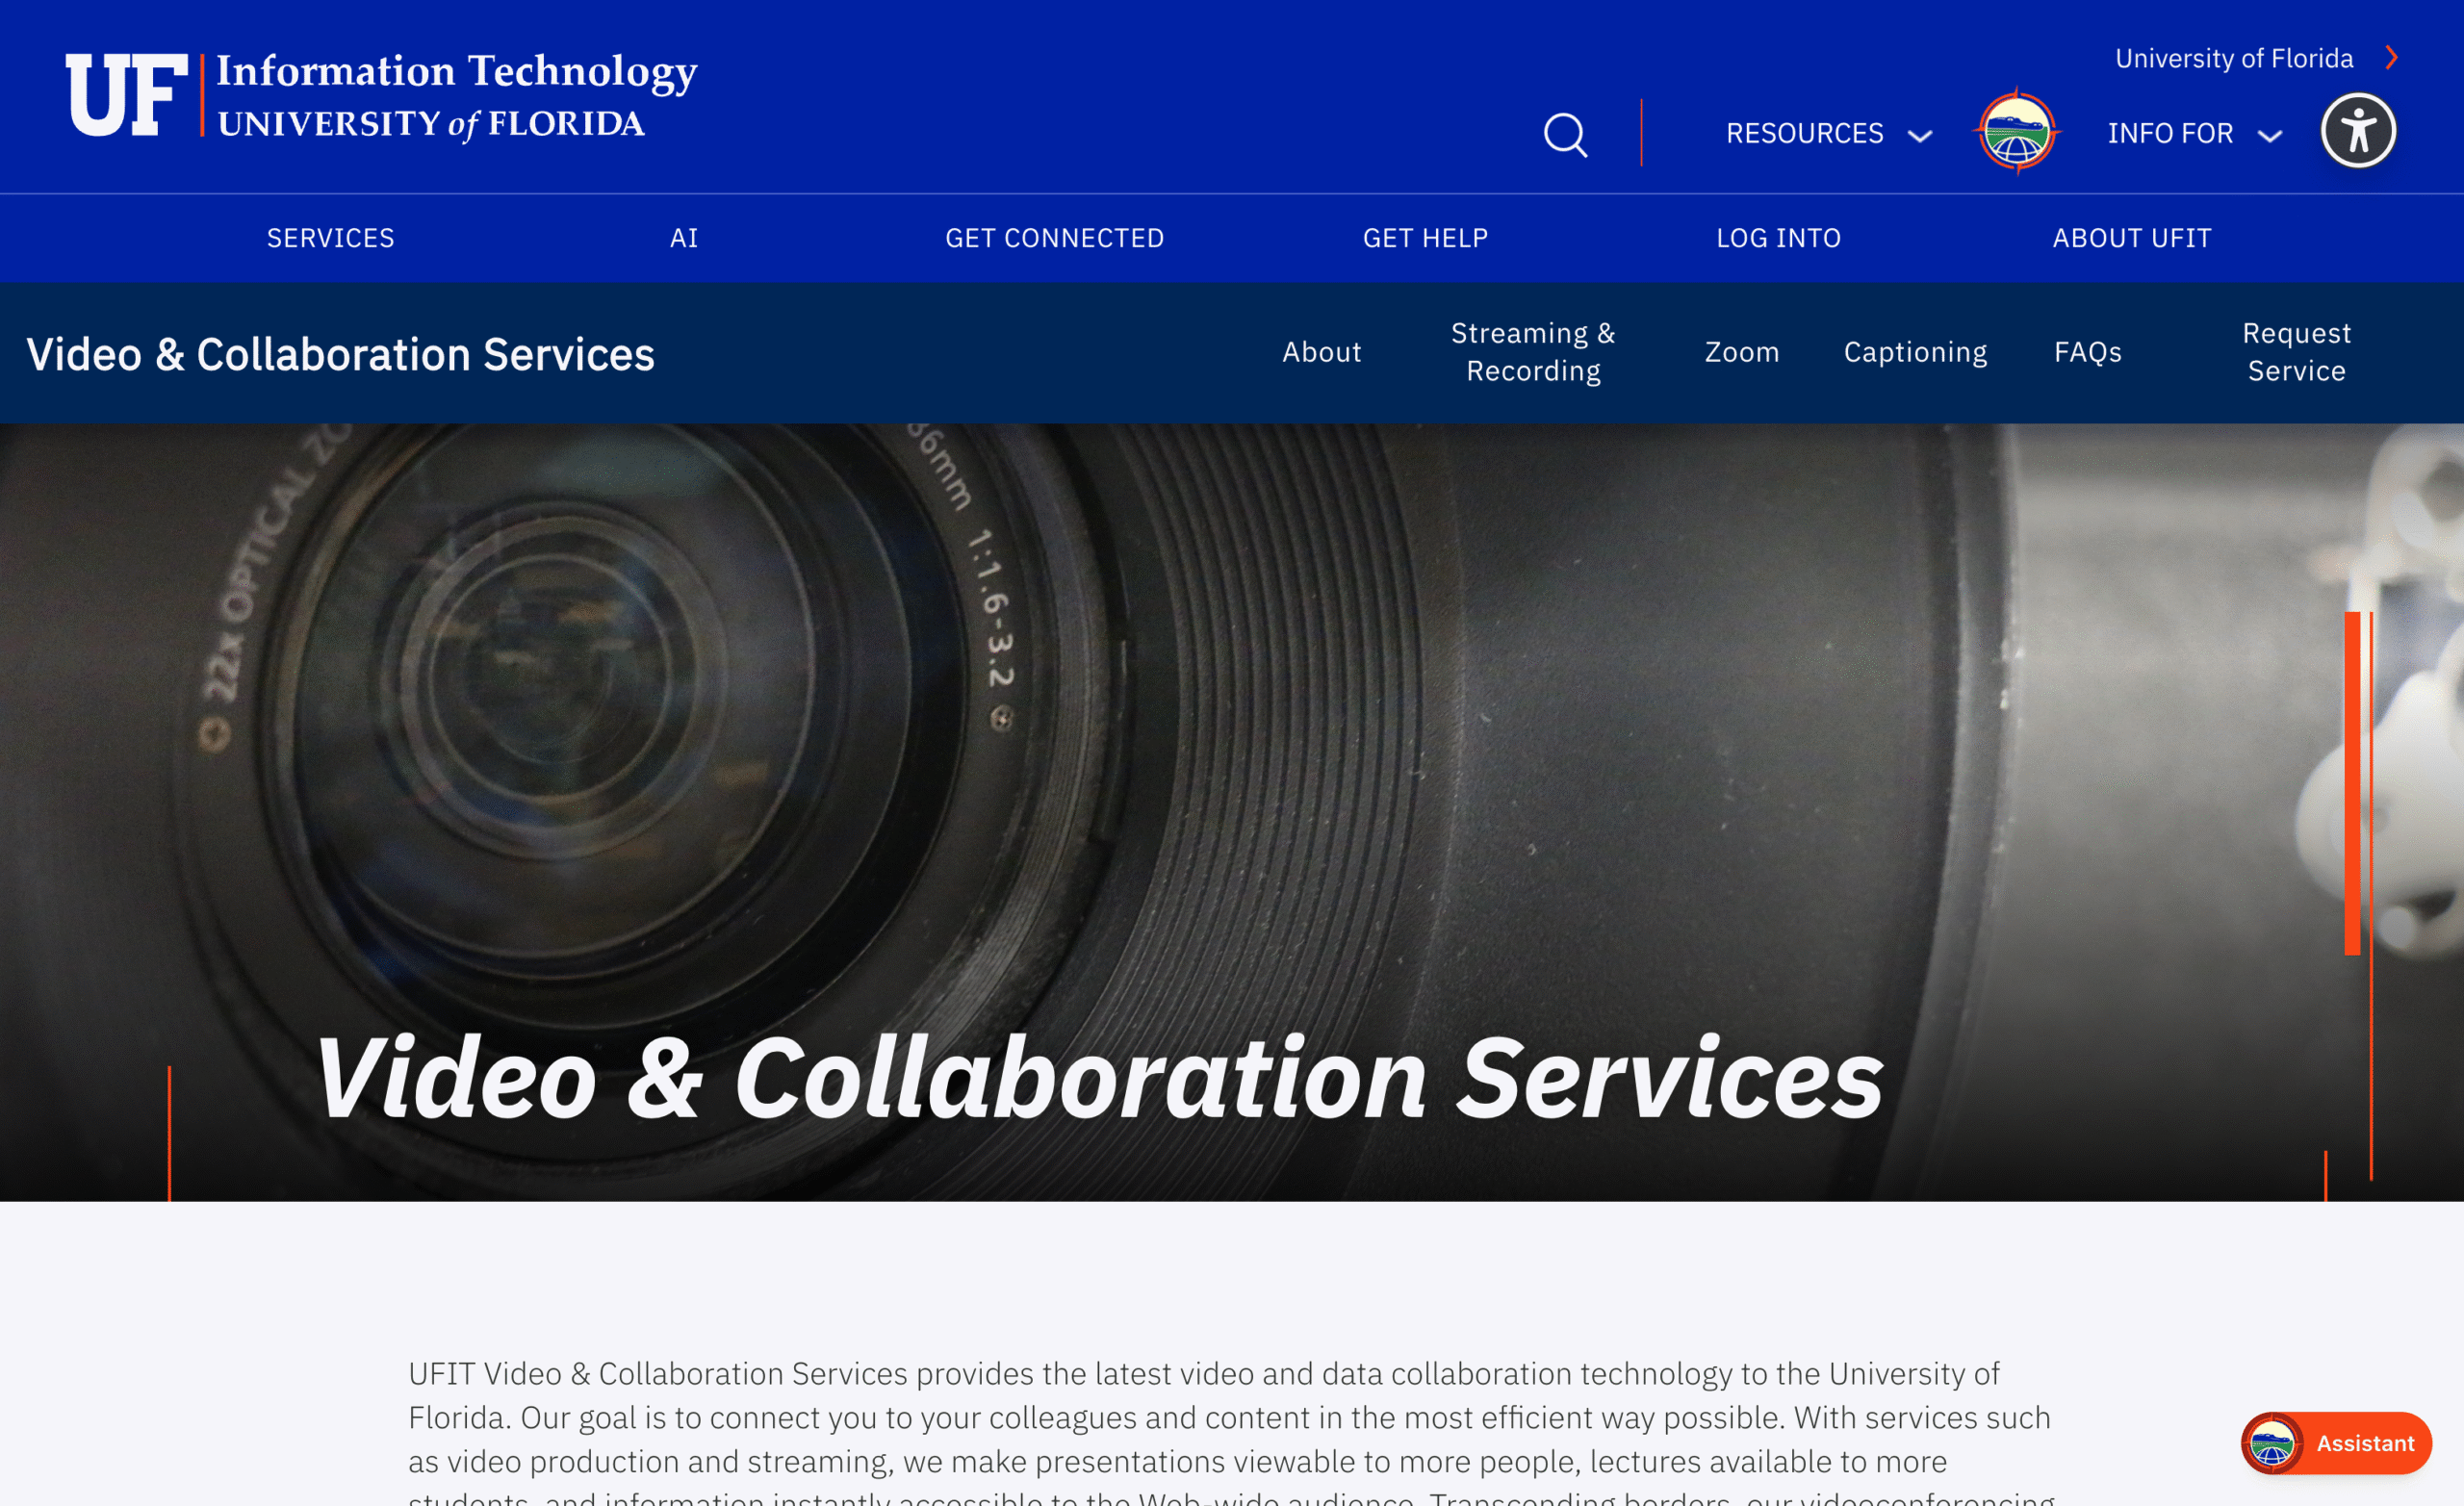 UF
Information Technology
UNIVERSITY of FLORIDA
University of Florida
RESOURCES
INFO FOR
SERVICES
AI
GET CONNECTED
GET HELP
LOG INTO
ABOUT UFIT
Video & Collaboration Services
About
Streaming &
Recording
Zoom
Captioning
FAQs
Request
Service
22x OPTICAL ZO
86mm 1:1.6-3.2
Video & Collaboration Services
UFIT Video & Collaboration Services provides the latest video and data collaboration technology to the University of
Florida. Our goal is to connect you to your colleagues and content in the most efficient way possible. With services such
as video production and streaming, we make presentations viewable to more people, lectures available to more
students, and information instantly accessible to the Web-wide audience. Transcending borders, our videoconferencing
Assistant